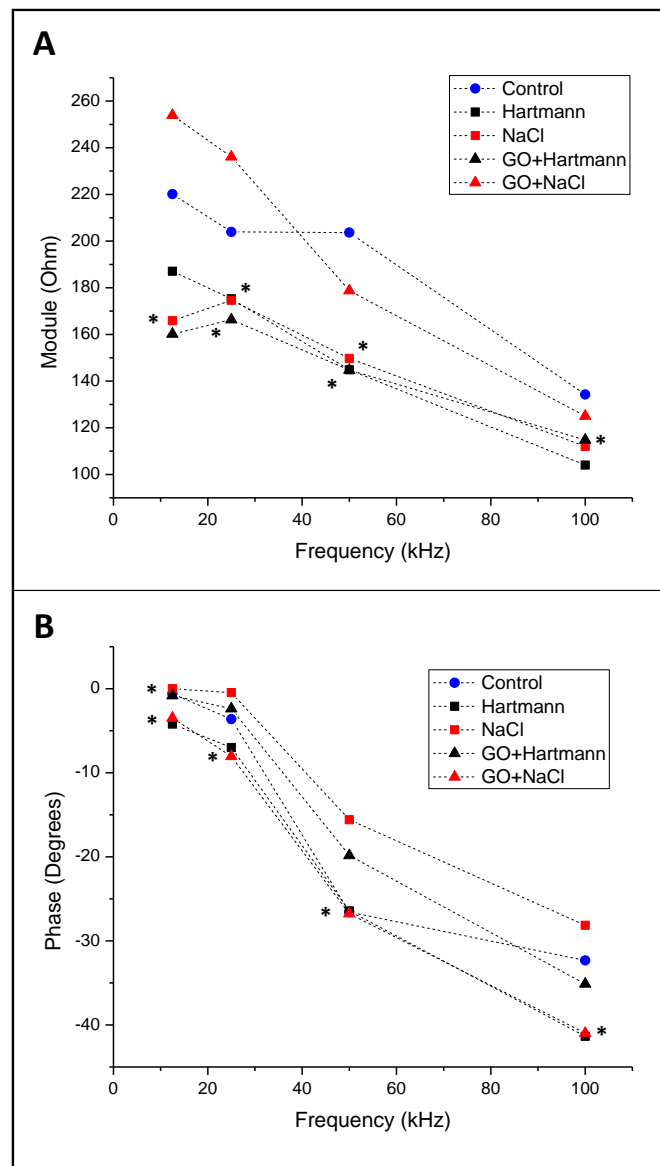 A
Control
Hartmann
NaCl
GO+Hartmann
GO+NaCl
260
240
220
200
180
160
140
120
100
Module (Ohm)
*
*
*
*
*
*
0 20 40 60 80 100
Frequency (kHz)
B
Control
Hartmann
NaCl
GO+Hartmann
GO+NaCl
0
-10
-20
-30
-40
Phase (Degrees)
*
*
*
*
*
0 20 40 60 80 100
Frequency (kHz)